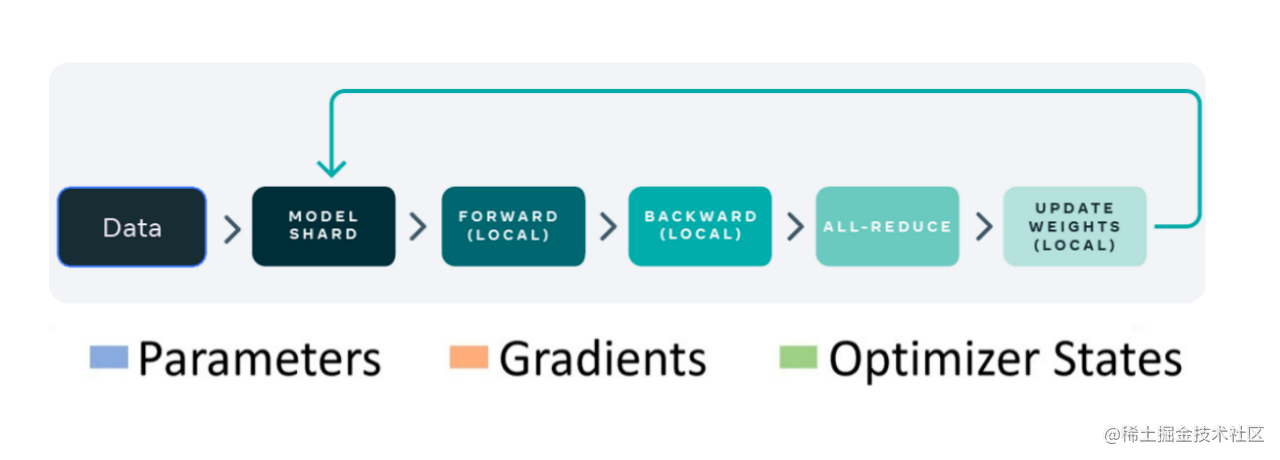 Data
MODEL
SHARD
FORWARD
(LOCAL)
BACKWARD
(LOCAL)
ALL-REDUCE
UPDATE
WEIGHTS
(LOCAL)
Parameters
Gradients
Optimizer States
@稀土掘金技术社区